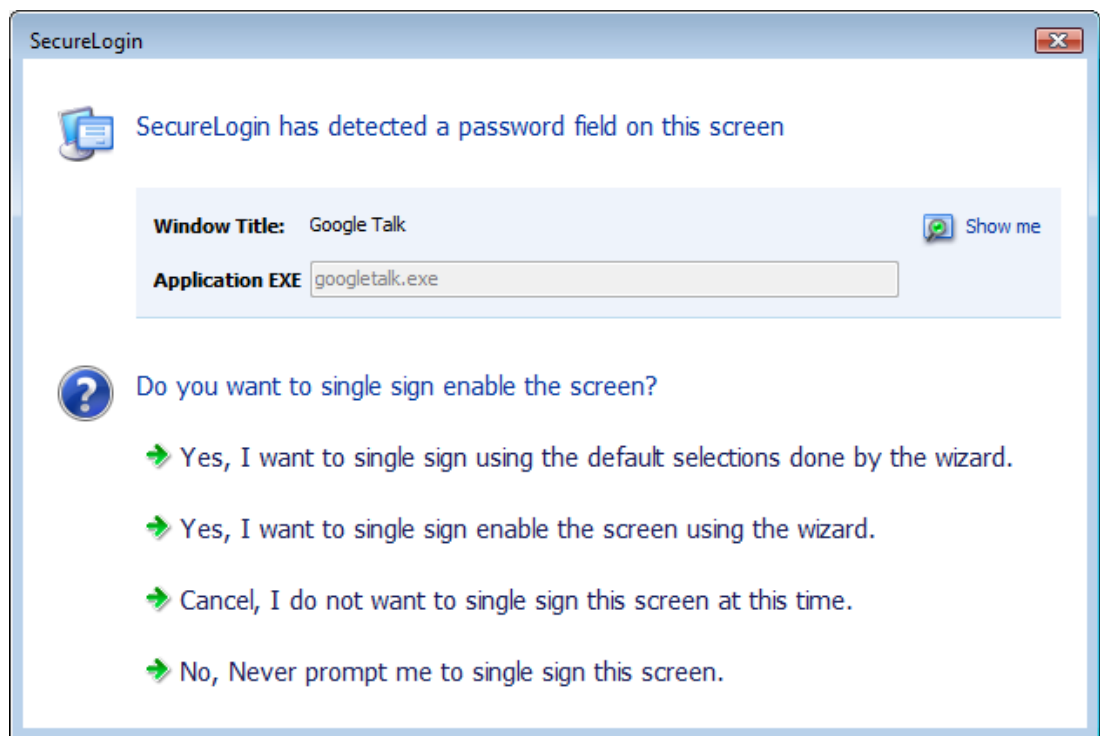 SecureLogin
SecureLogin has detected a password field on this screen
Window Title: Google Talk Show me
Application EXE googletalk.exe
Do you want to single sign enable the screen?
Yes, I want to single sign using the default selections done by the wizard.
Yes, I want to single sign enable the screen using the wizard.
Cancel, I do not want to single sign this screen at this time.
No, Never prompt me to single sign this screen.